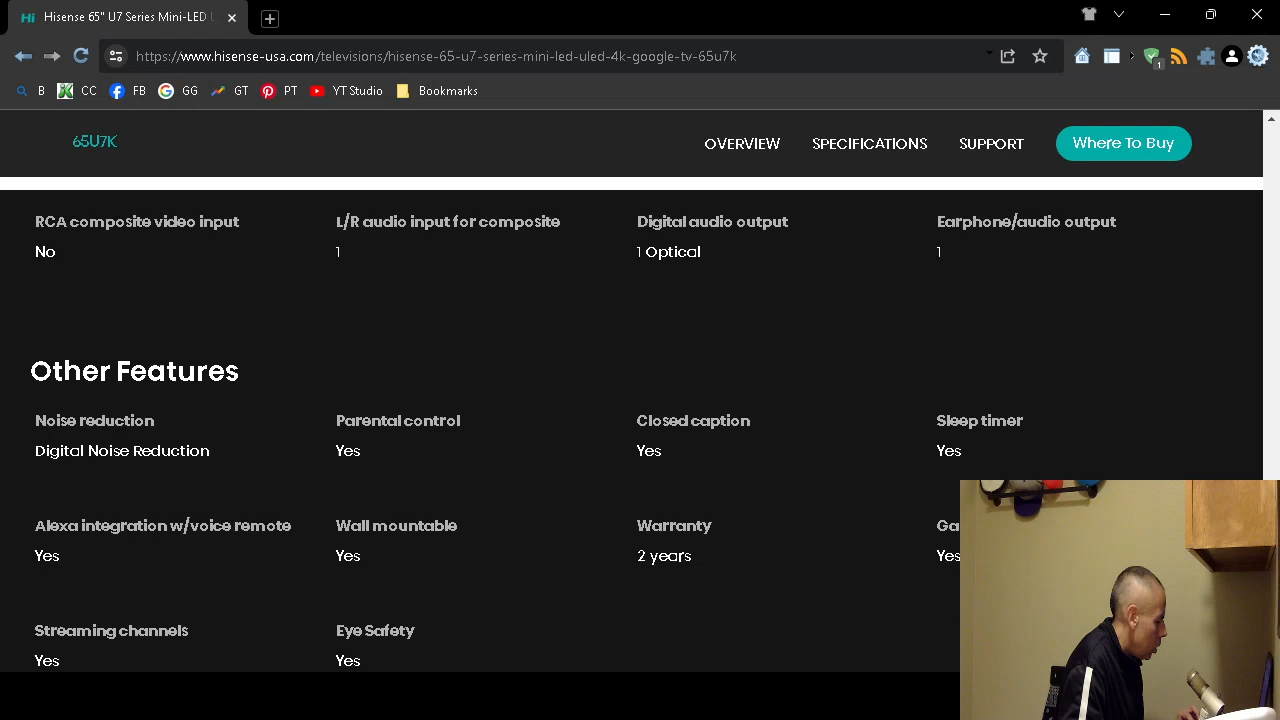 Hi Hisense 65" U7 Series Mini-LED U
https://www.hisense-usa.com/televisions/hisense-65-u7-series-mini-led-uled-4k-google-tv-65u7k
1
B CC FB GG GT PT YT Studio Bookmarks
65U7K OVERVIEW SPECIFICATIONS SUPPORT Where To Buy
RCA composite video input L/R audio input for composite Digital audio output Earphone/audio output
No 1 1 Optical 1
Other Features
Noise reduction Parental control Closed caption Sleep timer
Digital Noise Reduction Yes Yes Yes
Alexa integration w/voice remote Wall mountable Warranty Ga
Yes Yes 2 years Yes
Streaming channels Eye Safety
Yes Yes